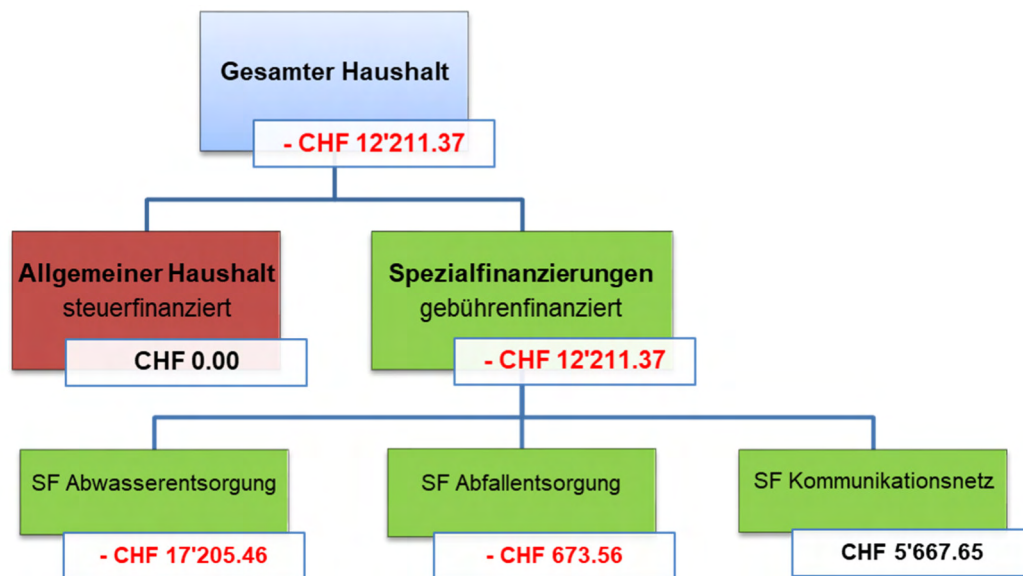 Gesamter Haushalt
- CHF 12'211.37
Allgemeiner Haushalt
steuerfinanziert
CHF 0.00
Spezialfinanzierungen
gebührenfinanziert
- CHF 12'211.37
SF Abwasserentsorgung
- CHF 17'205.46
SF Abfallentsorgung
- CHF 673.56
SF Kommunikationsnetz
CHF 5'667.65